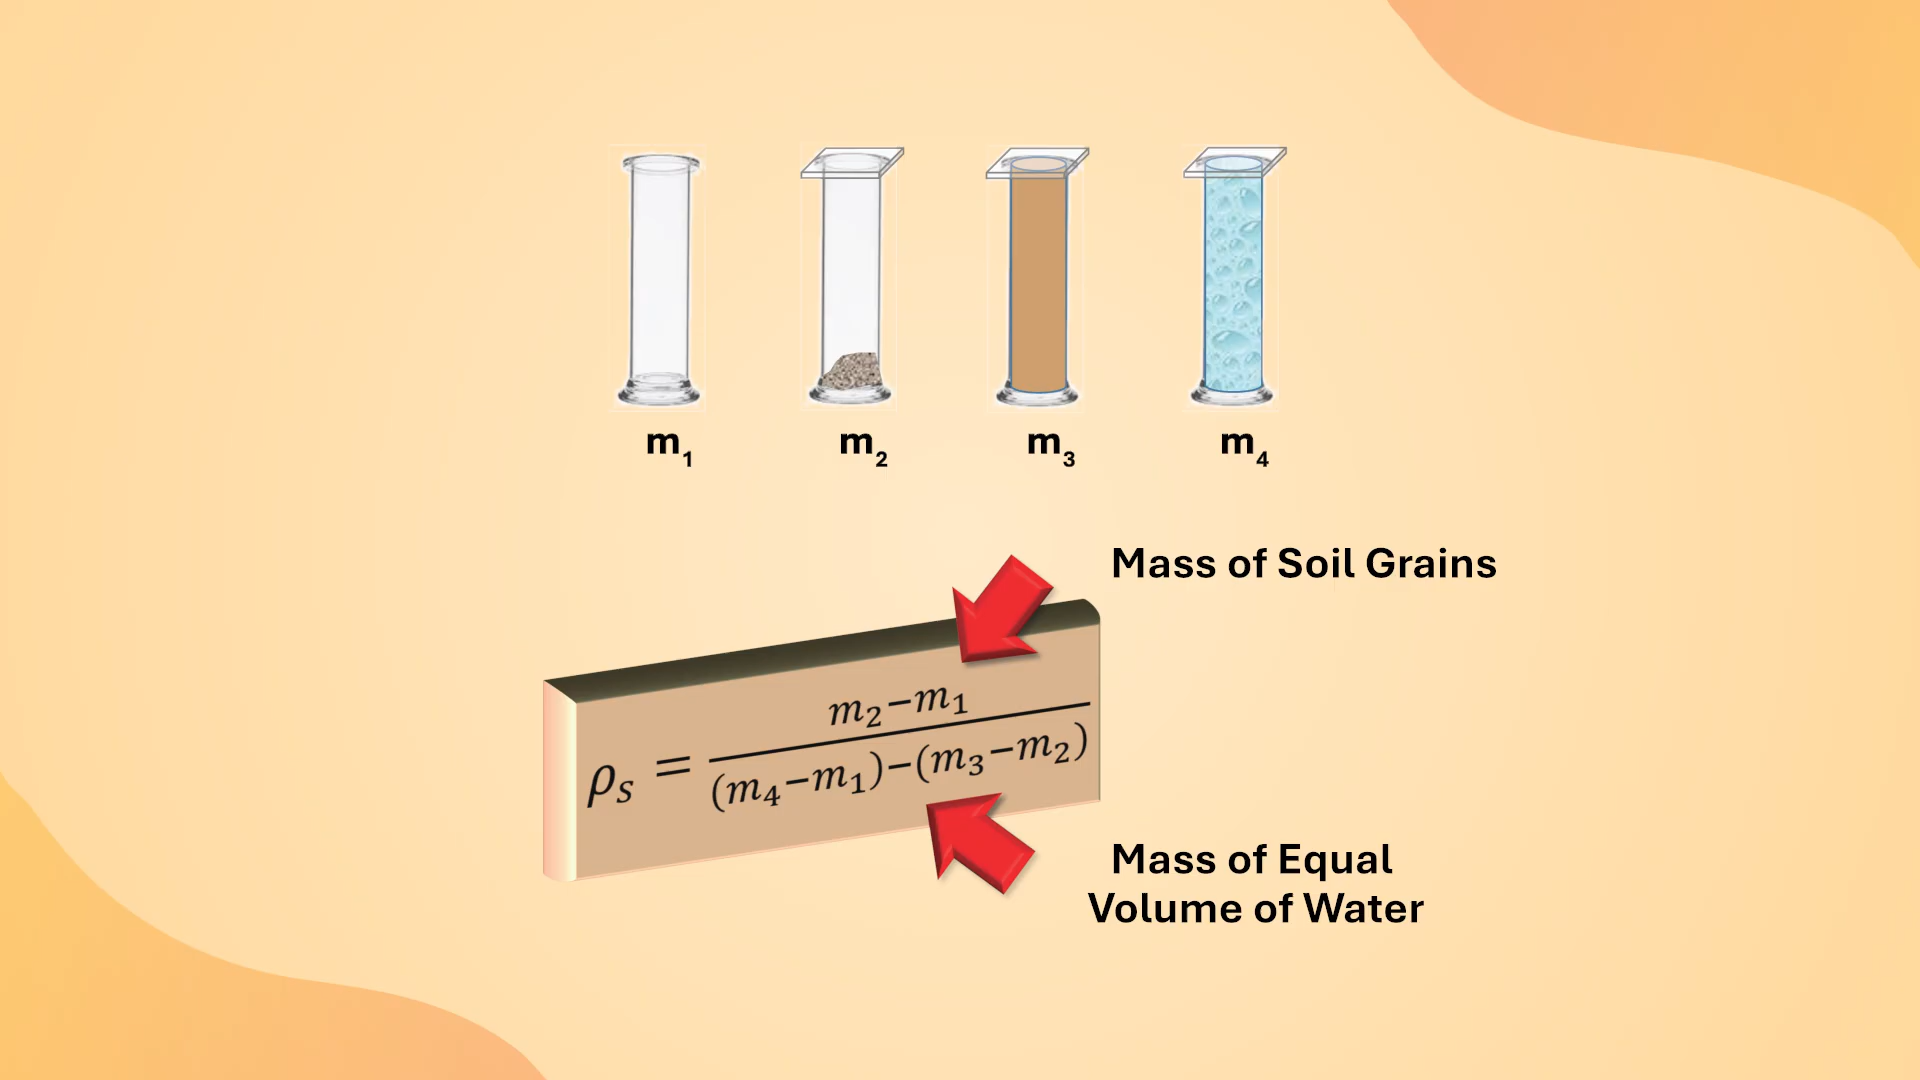 m₁ m₂ m₃ m₄
Mass of Soil Grains
ρₛ = (m₂−m₁)/((m₄−m₁)−(m₃−m₂))
Mass of Equal
Volume of Water